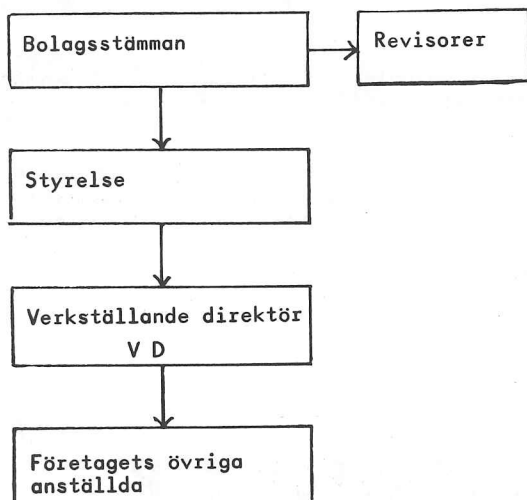 Bolagsstämman
Revisorer
Styrelse
Verkställande direktör
V D
Företagets övriga
anställda